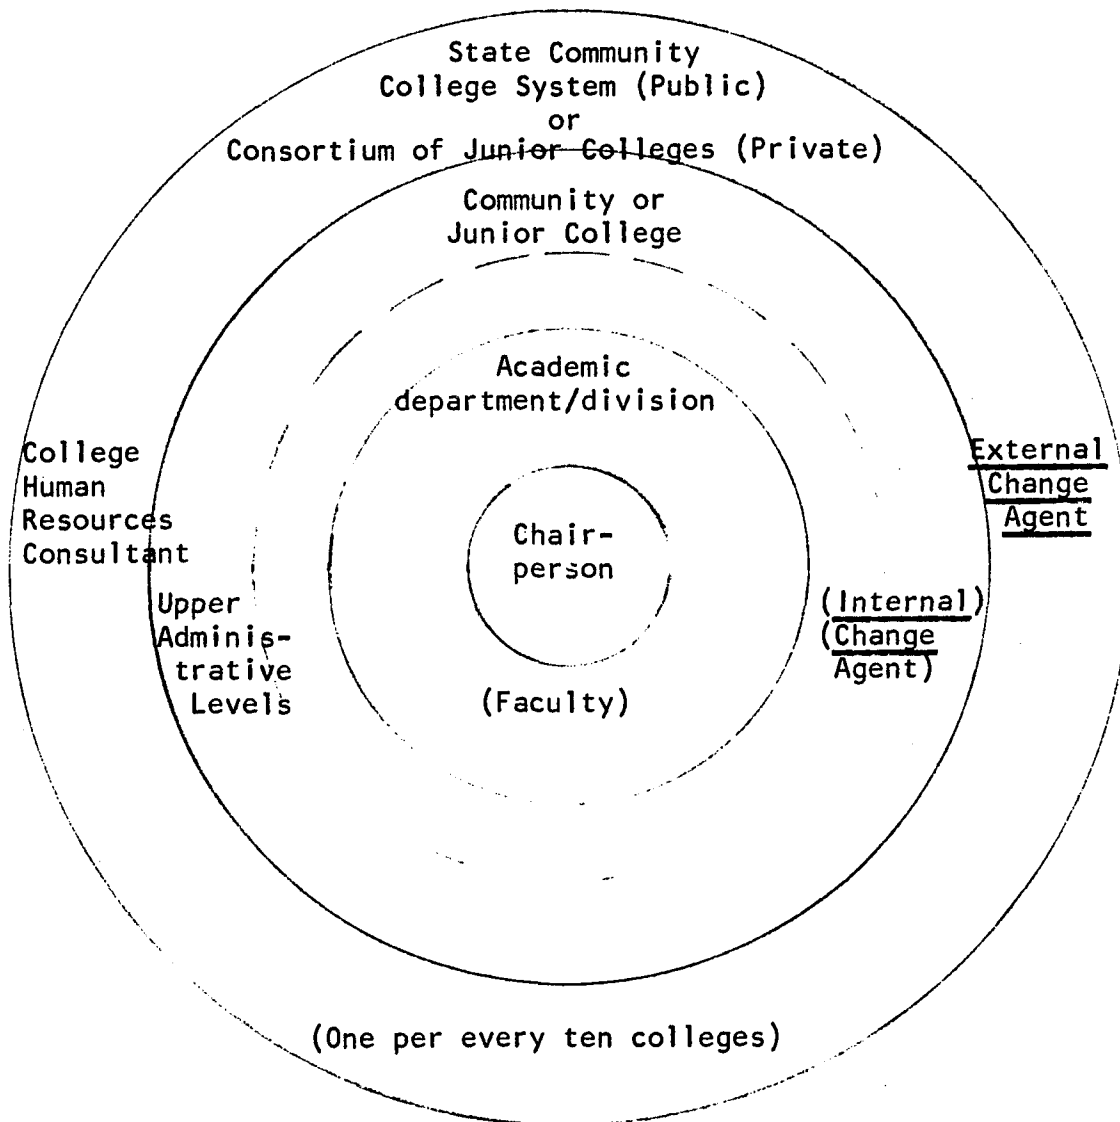 State Community
College System (Public)
or
Consortium of Junior Colleges (Private)
Community or
Junior College
Academic
department/division
College
Human
Resources
Consultant
External
Change
Agent
Chair-
person
Upper
Adminis-
trative
Levels
(Internal)
(Change
Agent)
(Faculty)
(One per every ten colleges)